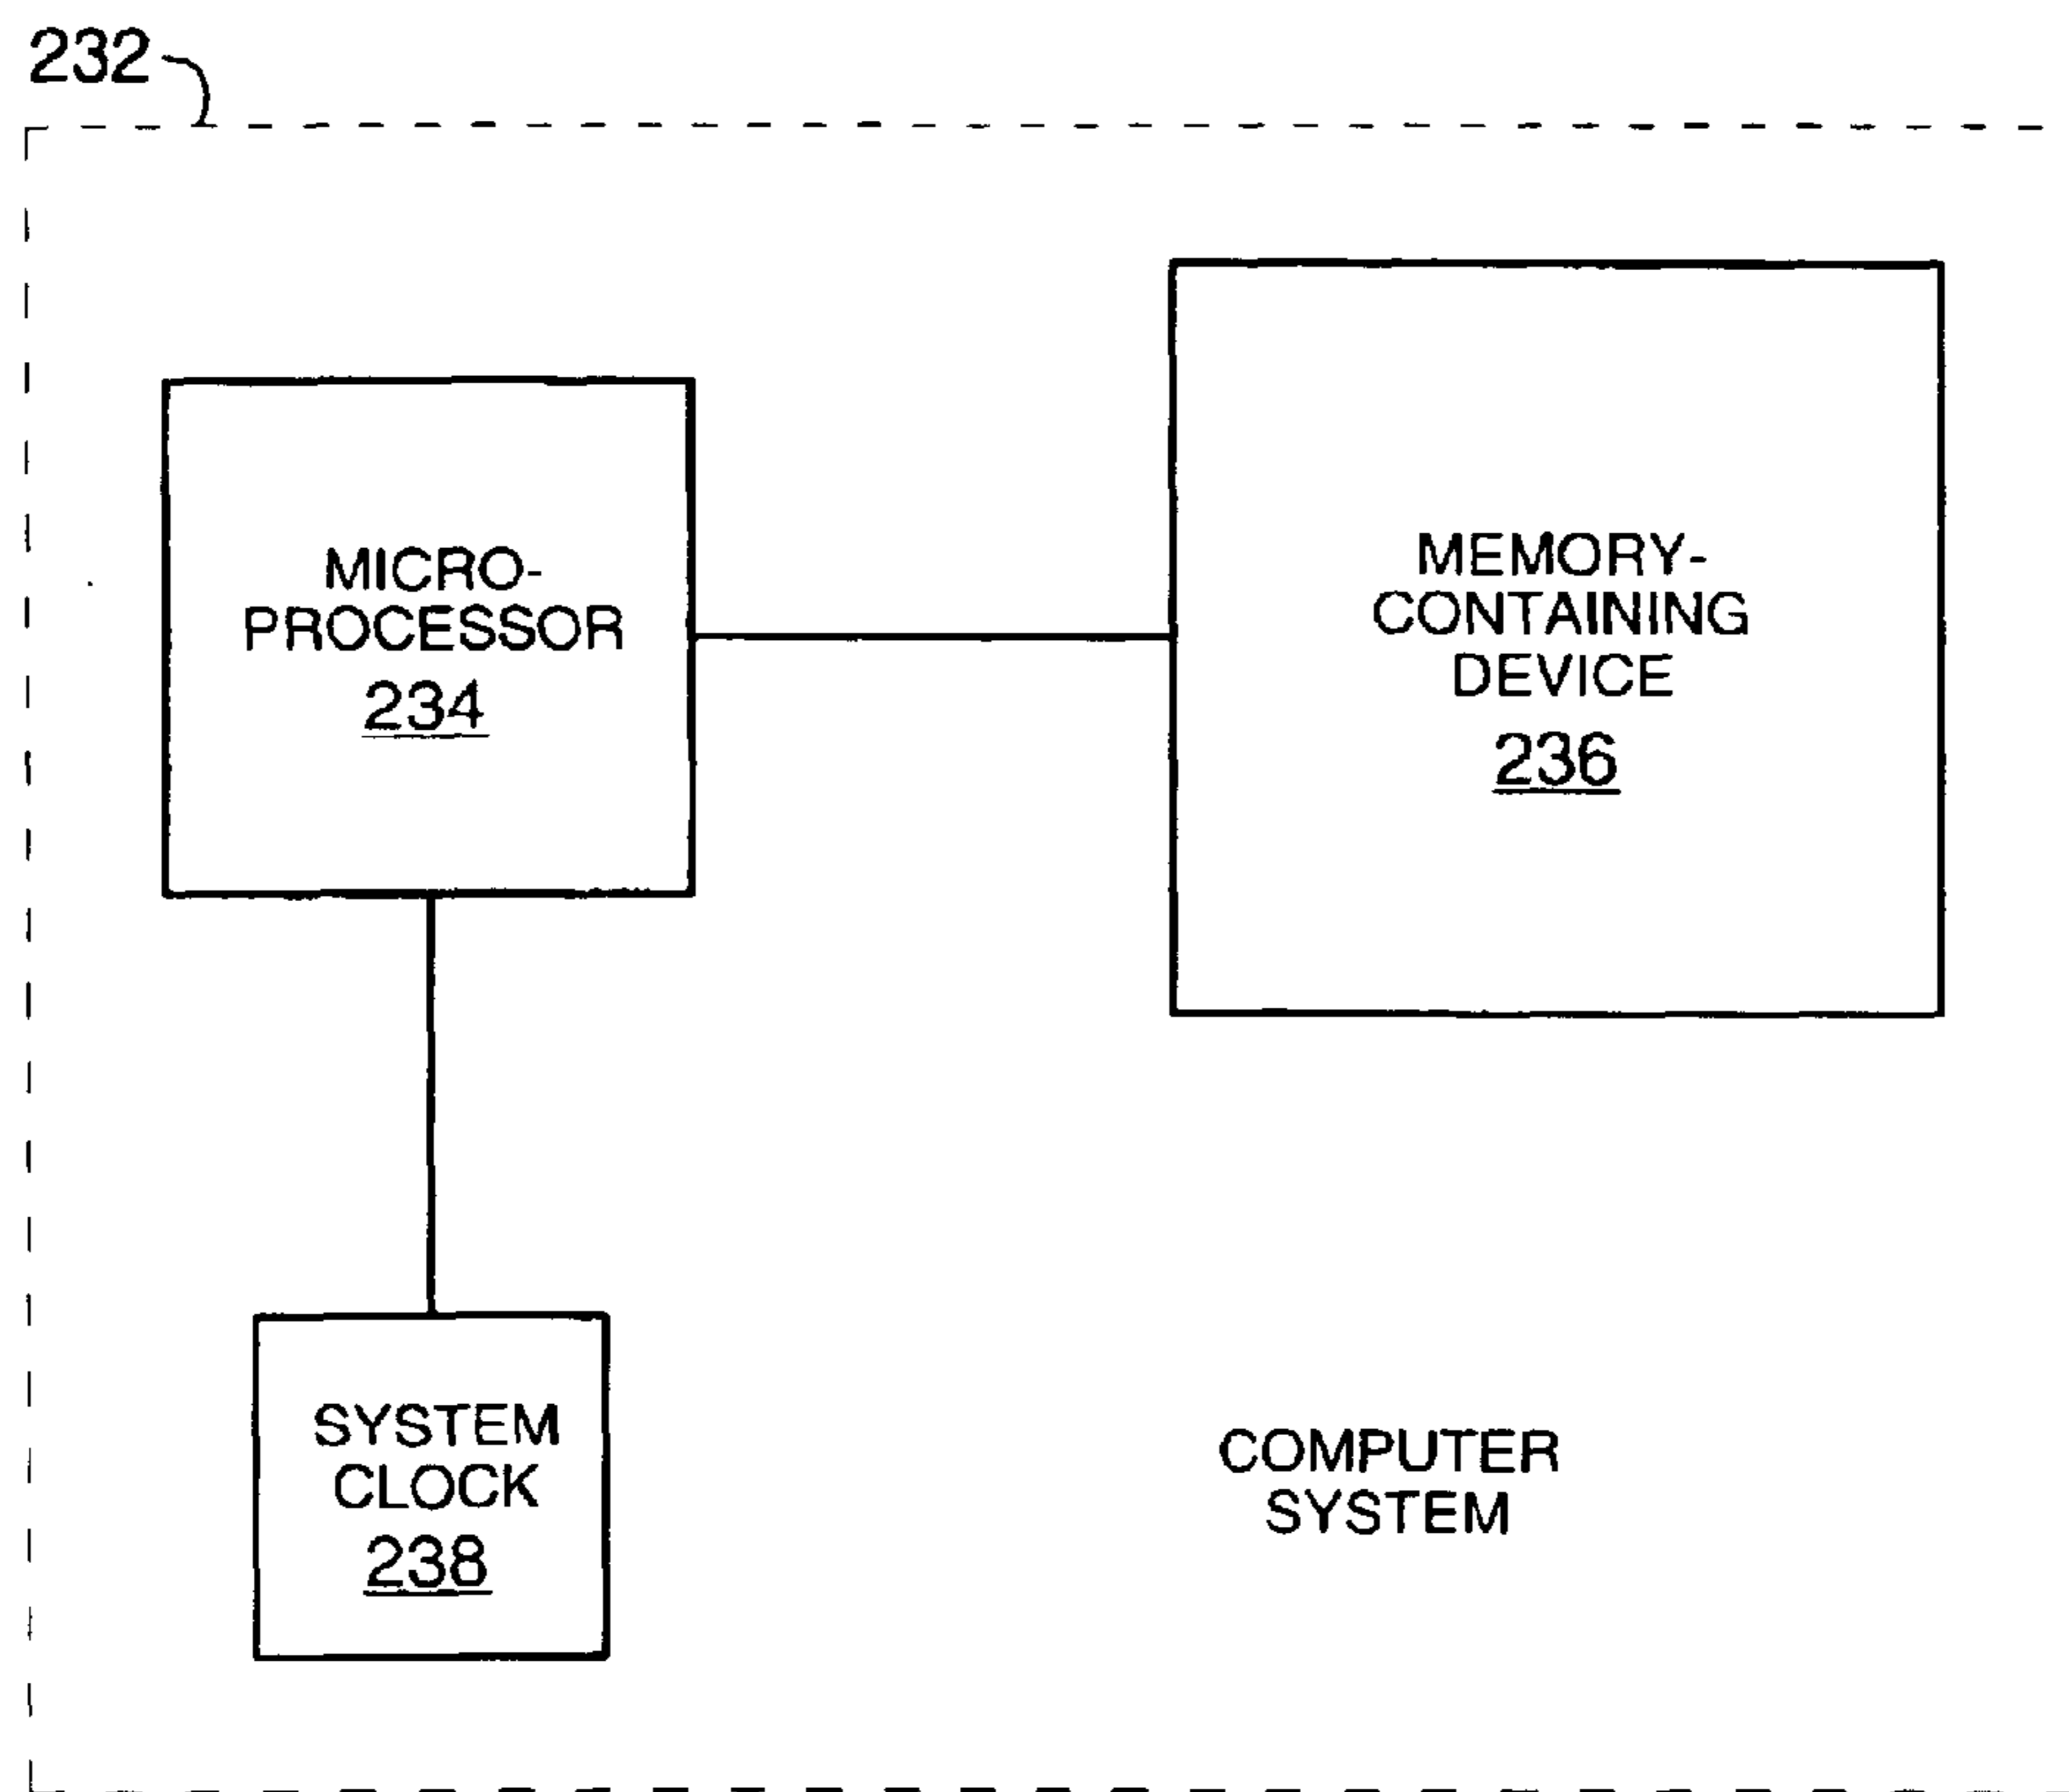 232
MICRO-
PROCESSOR
234
MEMORY-
CONTAINING
DEVICE
236
SYSTEM
CLOCK
238
COMPUTER
SYSTEM